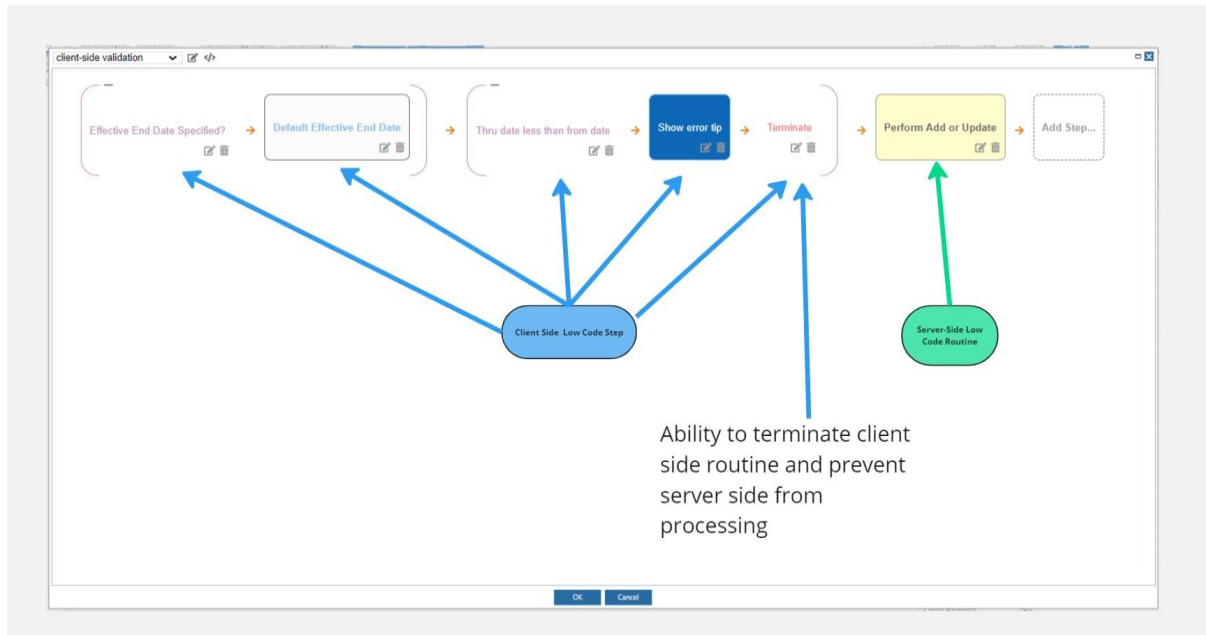 client-side validation
Effective End Date Specified?
Default Effective End Date
Thru date less than from date
Show error tip
Terminate
Perform Add or Update
Add Step...
Client Side Low Code Step
Server-Side Low
Code Routine
Ability to terminate client
side routine and prevent
server side from
processing
OK
Cancel